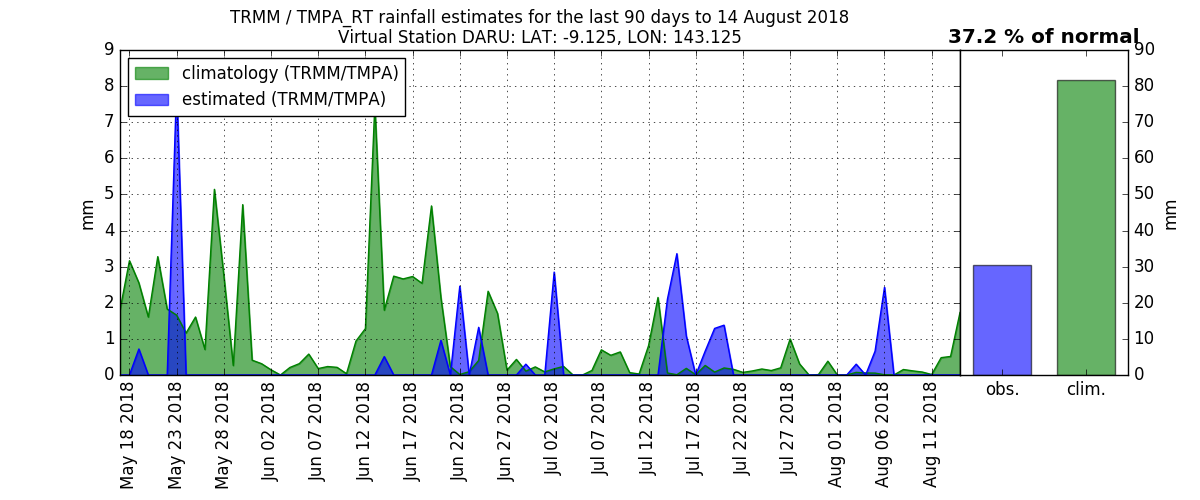 TRMM / TMPA_RT rainfall estimates for the last 90 days to 14 August 2018
Virtual Station DARU: LAT: -9.125, LON: 143.125
37.2 % of normal
climatology (TRMM/TMPA)
estimated (TRMM/TMPA)
9
8
7
6
5
4
3
2
1
0
mm
May 18 2018
May 23 2018
May 28 2018
Jun 02 2018
Jun 07 2018
Jun 12 2018
Jun 17 2018
Jun 22 2018
Jun 27 2018
Jul 02 2018
Jul 07 2018
Jul 12 2018
Jul 17 2018
Jul 22 2018
Jul 27 2018
Aug 01 2018
Aug 06 2018
Aug 11 2018
90
80
70
60
50
40
30
20
10
0
mm
obs.
clim.